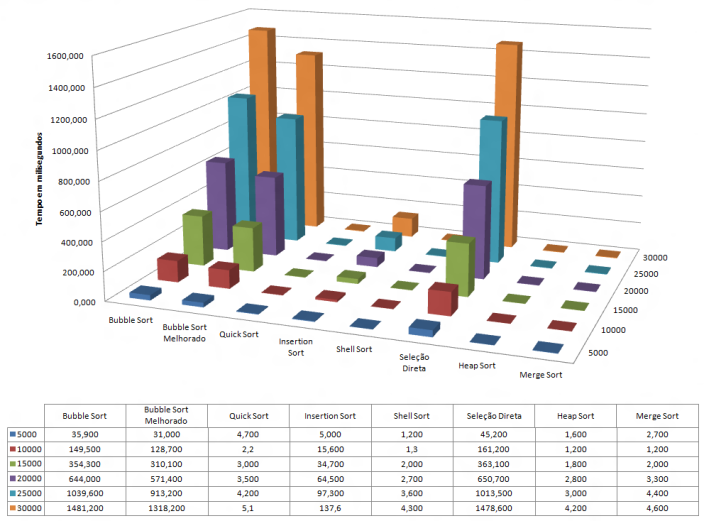 1600,000
1400,000
1200,000
1000,000
800,000
600,000
400,000
200,000
0,000
Tempo em milisegundos
Bubble Sort
Bubble Sort
Melhorado
Quick Sort
Insertion
Sort
Shell Sort
Seleção
Direta
Heap Sort
Merge Sort
30000
25000
20000
15000
10000
5000
Bubble Sort Bubble Sort Melhorado Quick Sort Insertion Sort Shell Sort Seleção Direta Heap Sort Merge Sort
5000 35,900 31,000 4,700 5,000 1,200 45,200 1,600 2,700
10000 149,500 128,700 2,2 15,600 1,3 161,200 1,200 1,200
15000 354,300 310,100 3,000 34,700 2,000 363,100 1,800 2,000
20000 644,000 571,400 3,500 64,500 2,700 650,700 2,800 3,300
25000 1039,600 913,200 4,200 97,300 3,600 1013,500 3,000 4,400
30000 1481,200 1318,200 5,1 137,6 4,300 1478,600 4,200 4,600